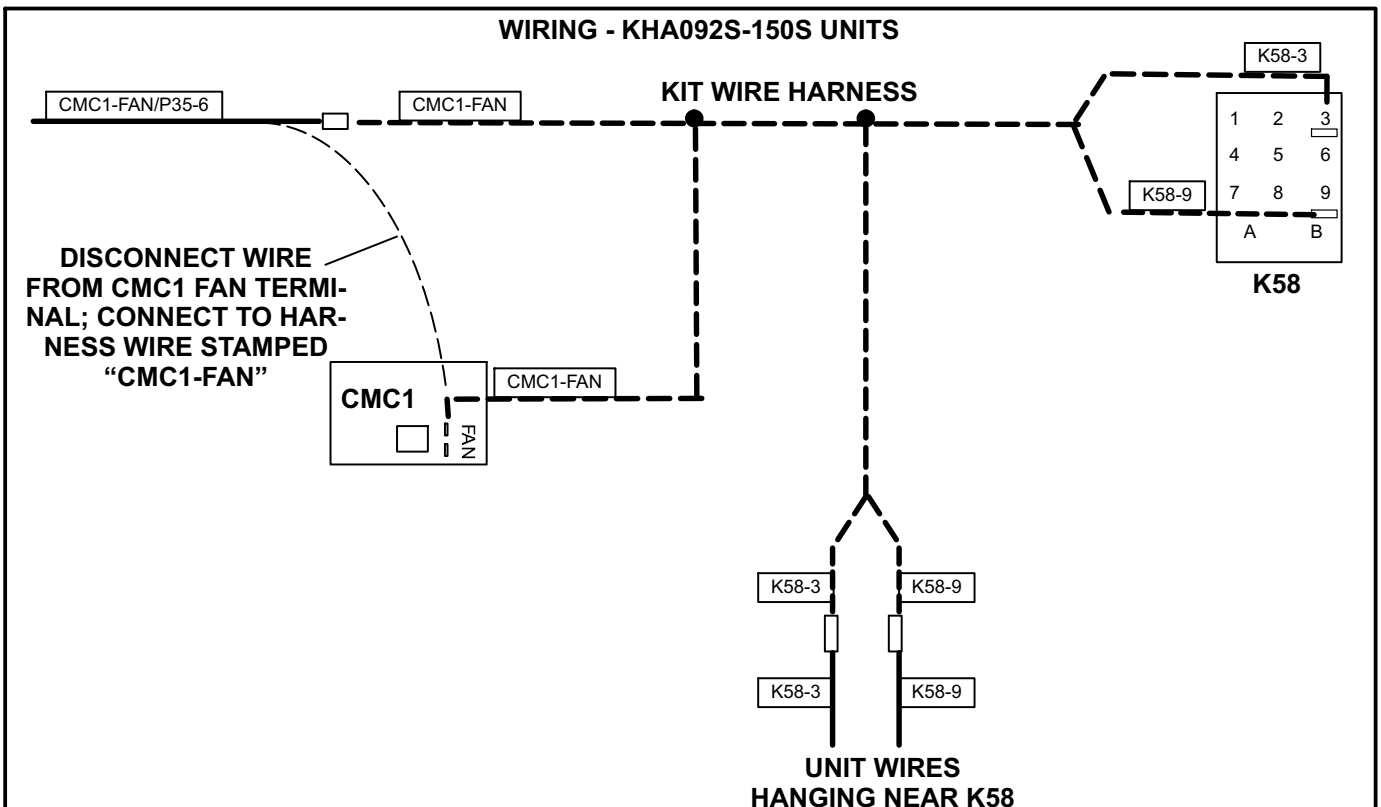 WIRING - KHA092S-150S UNITS
K58-3
CMC1-FAN/P35-6
CMC1-FAN
KIT WIRE HARNESS
1 2 3
4 5 6
7 8 9
A B
K58-9
K58
DISCONNECT WIRE
FROM CMC1 FAN TERMI-
NAL; CONNECT TO HAR-
NESS WIRE STAMPED
“CMC1-FAN”
CMC1
FAN
CMC1-FAN
K58-3
K58-9
K58-3
K58-9
UNIT WIRES
HANGING NEAR K58